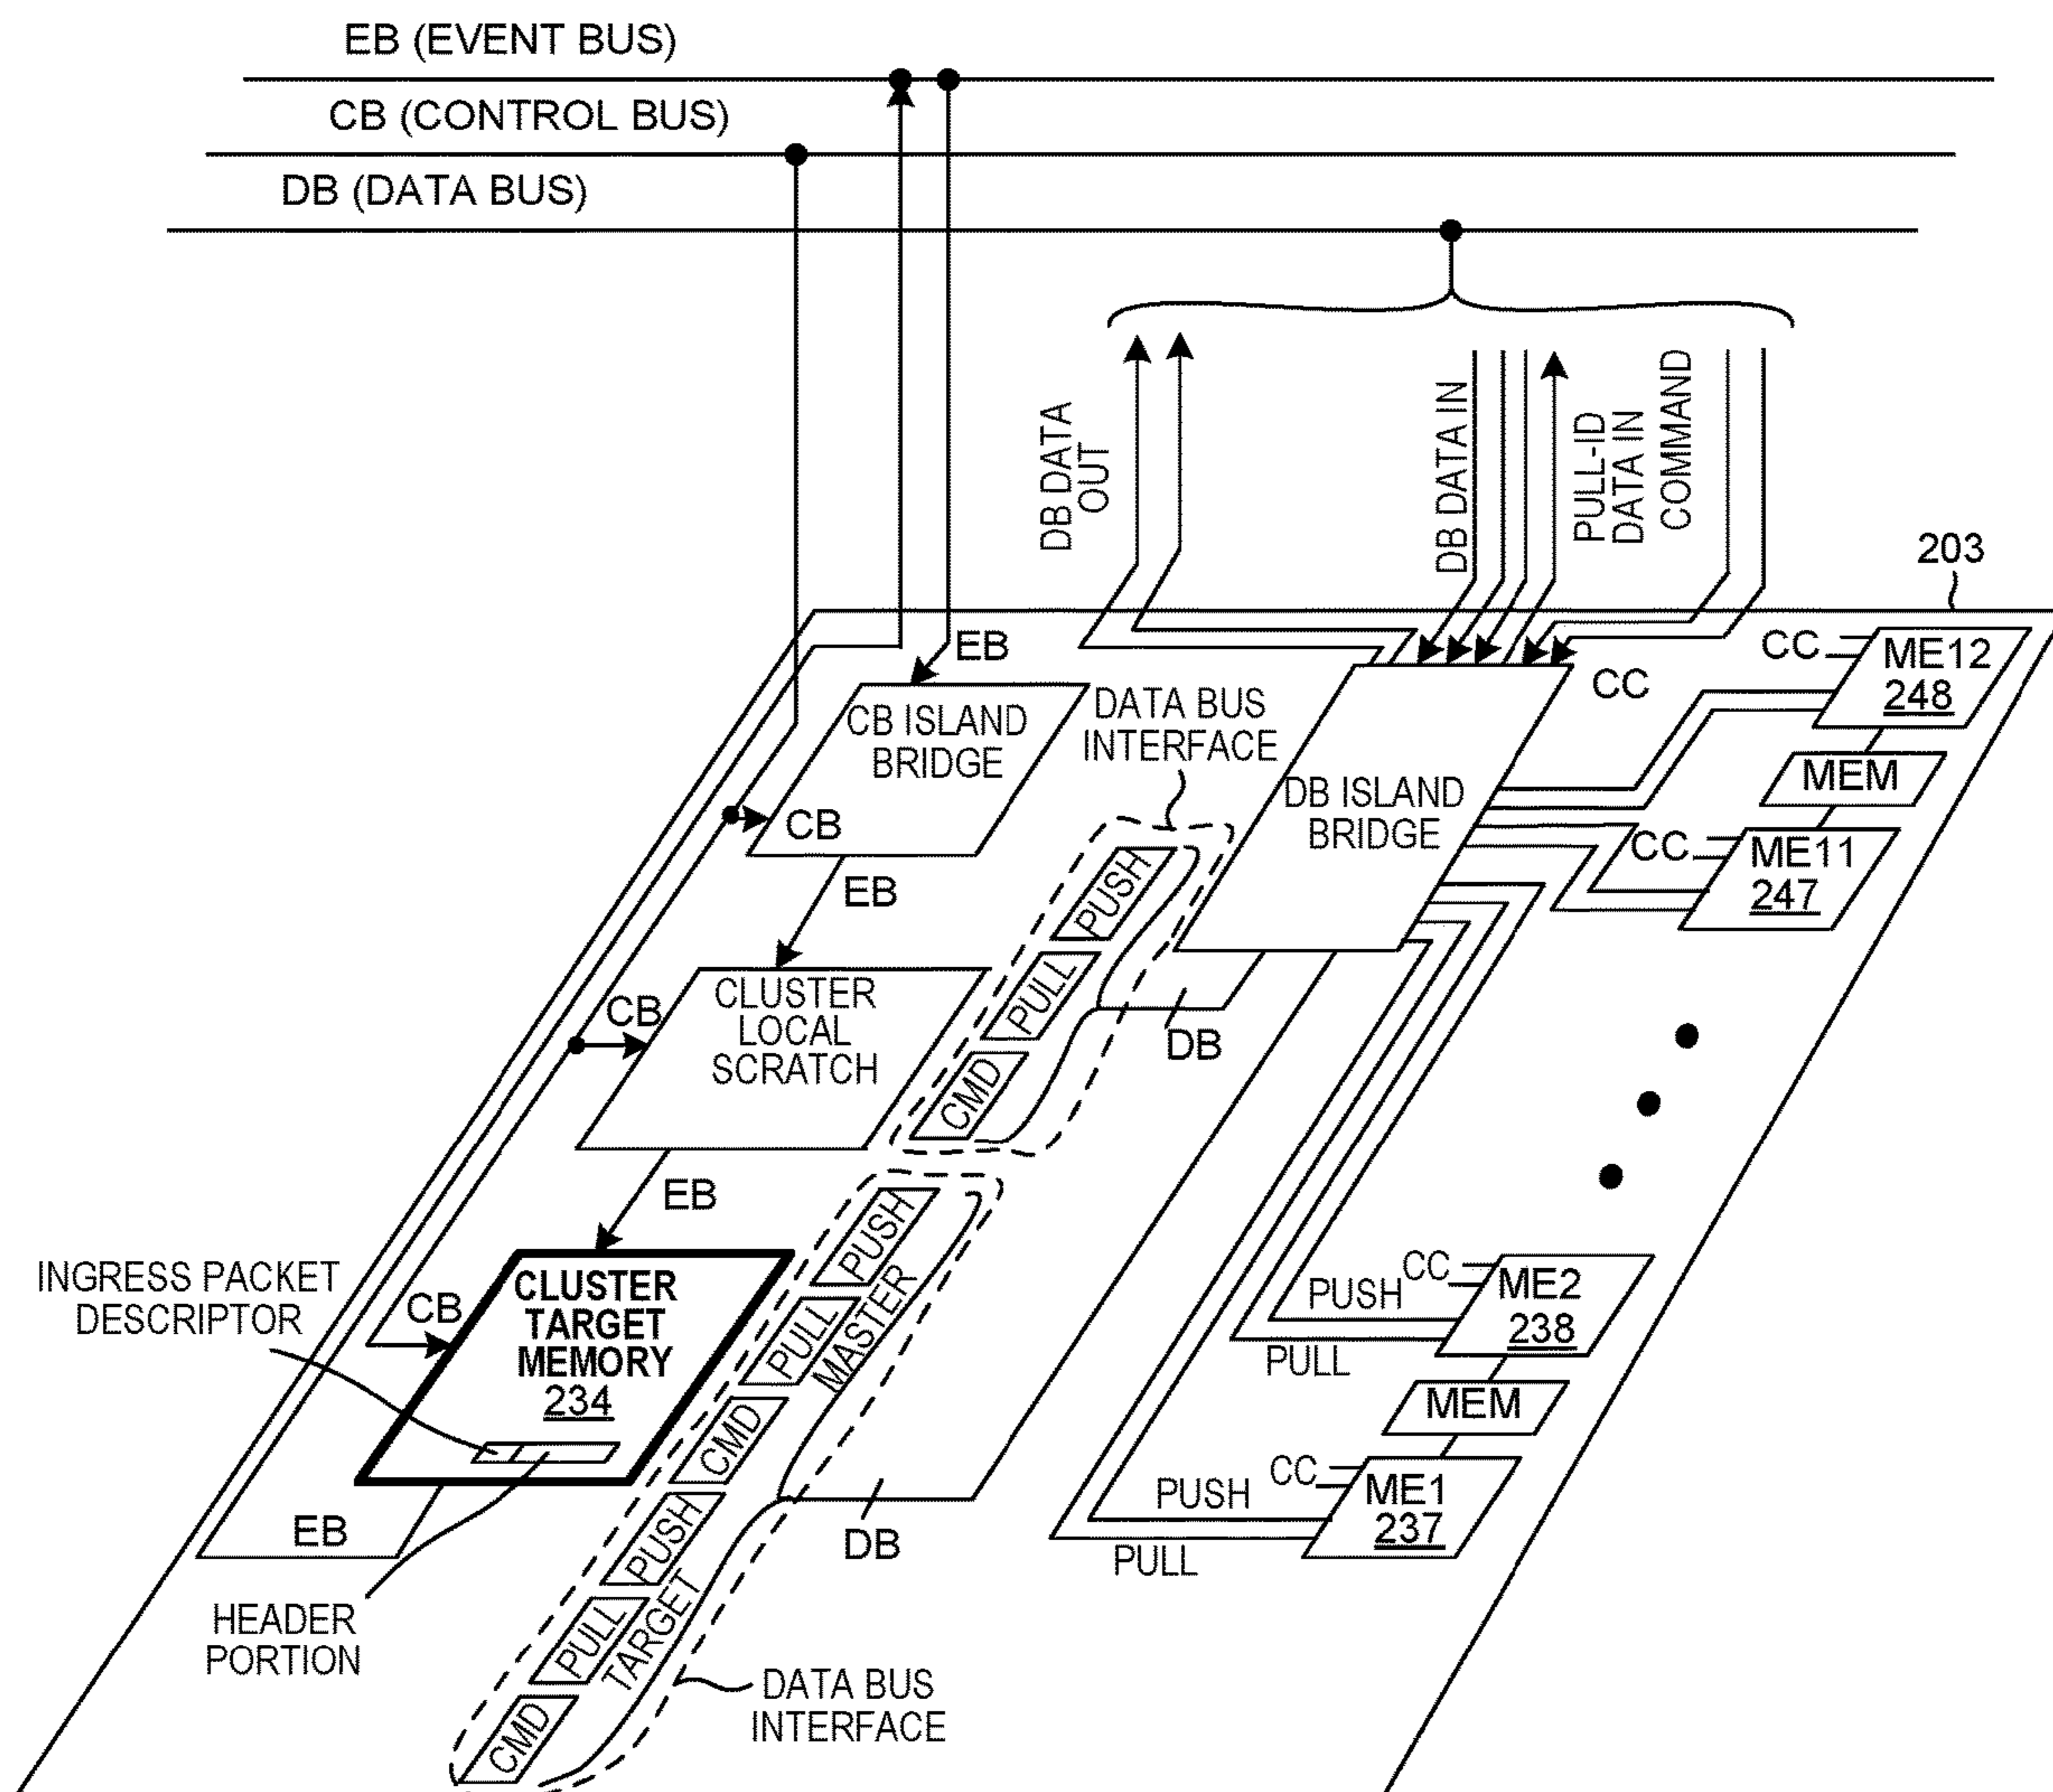 EB (EVENT BUS)
CB (CONTROL BUS)
DB (DATA BUS)
DB DATA
OUT
DB DATA IN
PULL-ID
DATA IN
COMMAND
203
EB
CC
ME12
248
CC
CB ISLAND
BRIDGE
DATA BUS
INTERFACE
MEM
DB ISLAND
BRIDGE
CB
CC
ME11
247
EB
PUSH
PULL
CMD
DB
CLUSTER
LOCAL
SCRATCH
CB
EB
PUSH
PULL
CMD
MASTER
INGRESS PACKET
DESCRIPTOR
CB
CLUSTER
TARGET
MEMORY
234
CC
PUSH
ME2
238
PULL
MEM
CC
PUSH
ME1
237
PULL
EB
DB
PUSH
PULL
CMD
TARGET
HEADER
PORTION
DATA BUS
INTERFACE